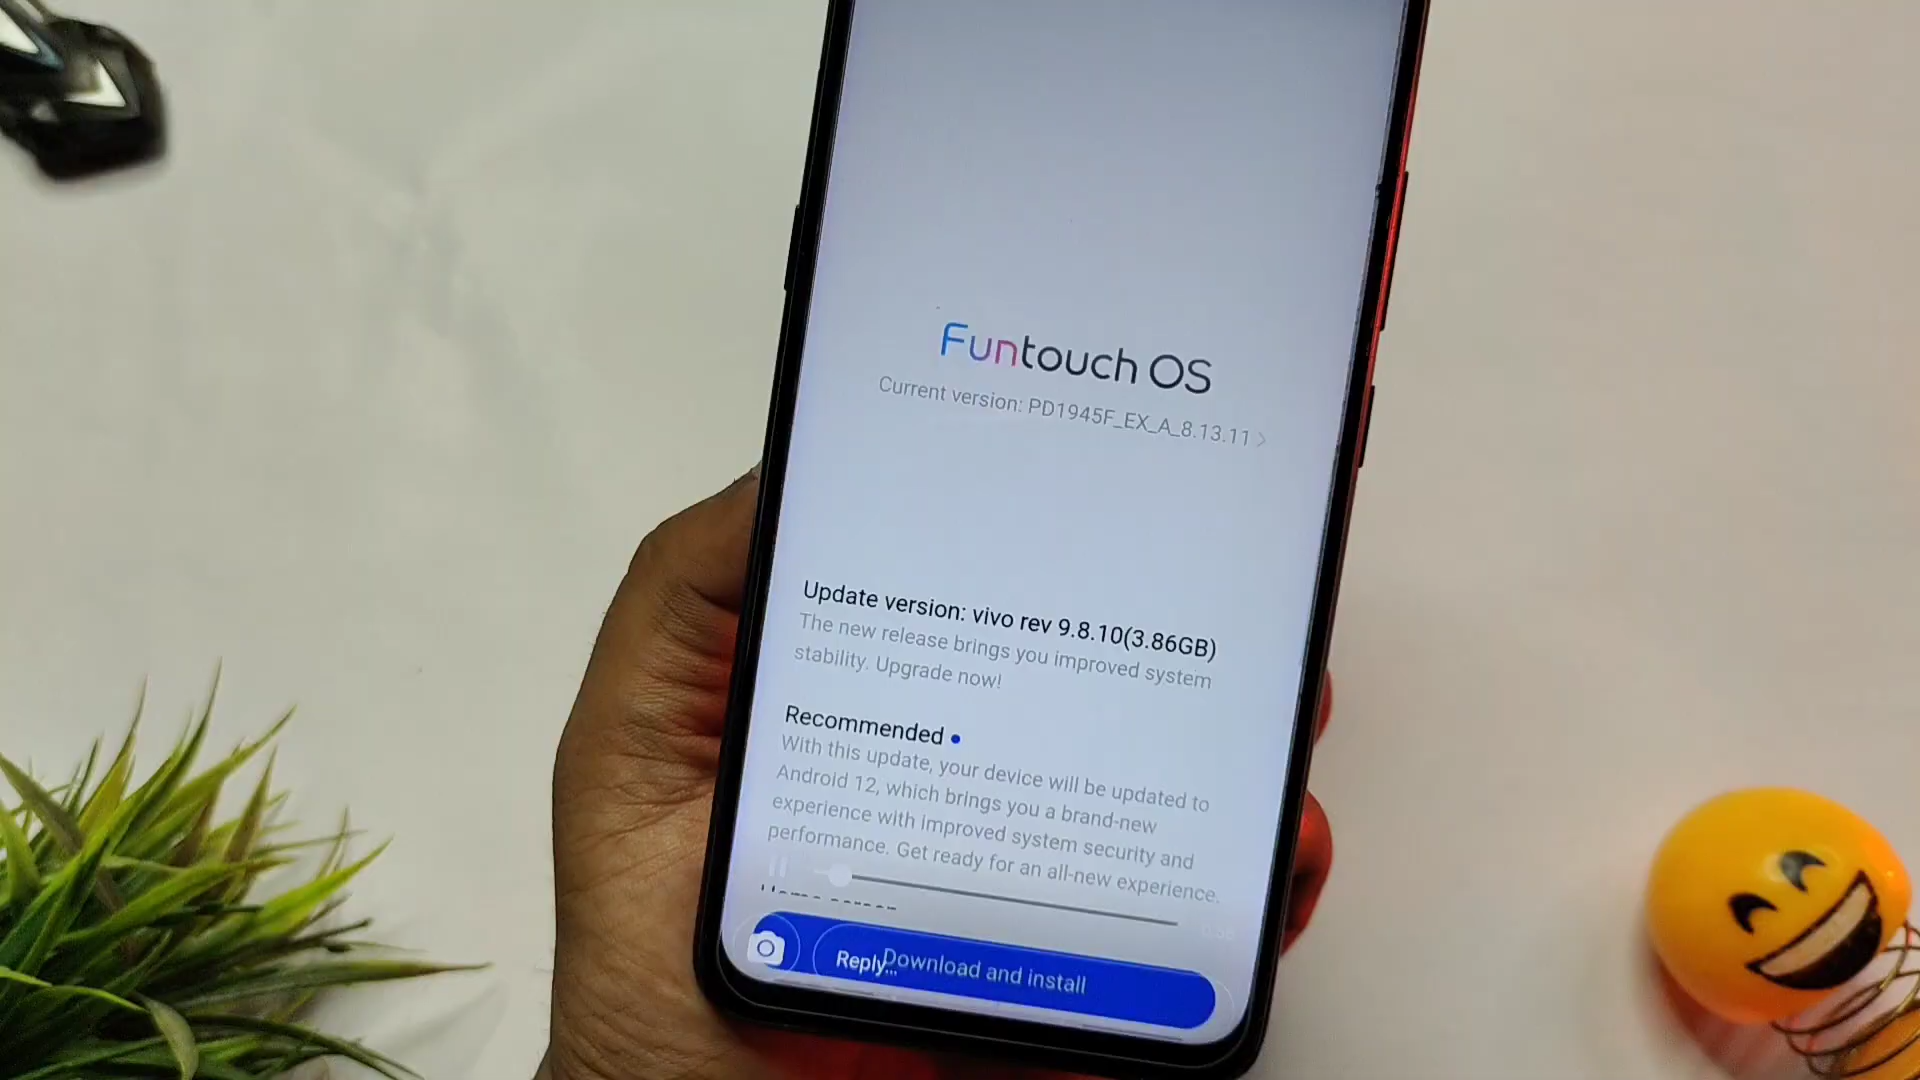 Funtouch OS
Current version: PD1945F_EX_A_8.13.11 >
Update version: vivo rev 9.8.10(3.86GB)
The new release brings you improved system
stability. Upgrade now!
Recommended
With this update, your device will be updated to
Android 12, which brings you a brand-new
experience with improved system security and
performance. Get ready for an all-new experience.
Reply...
Download and install